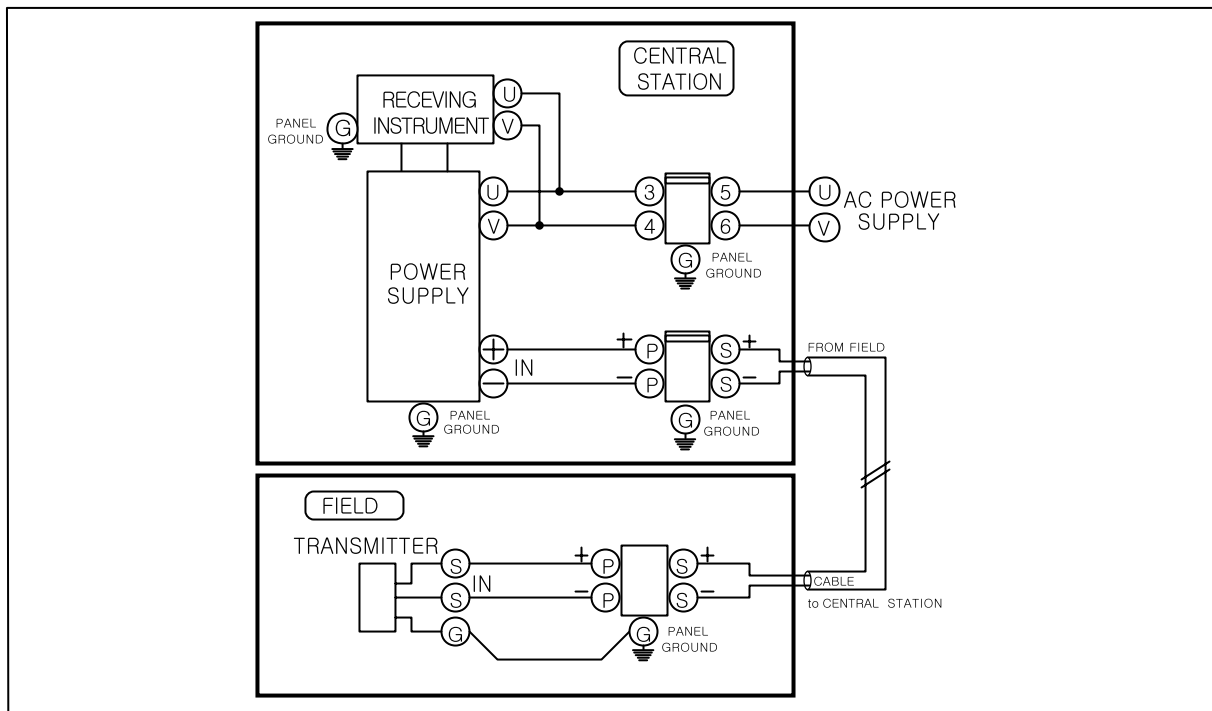 CENTRAL
STATION
RECEVING
INSTRUMENT
U
V
PANEL
GROUND
G
U
V
3
4
5
6
U
V
AC POWER
SUPPLY
G
PANEL
GROUND
POWER
SUPPLY
+
−
IN
+
−
P
P
S
S
+
−
FROM FIELD
G
PANEL
GROUND
G
PANEL
GROUND
FIELD
TRANSMITTER
S
S
G
IN
+
−
P
P
S
S
+
−
CABLE
to CENTRAL STATION
G
PANEL
GROUND